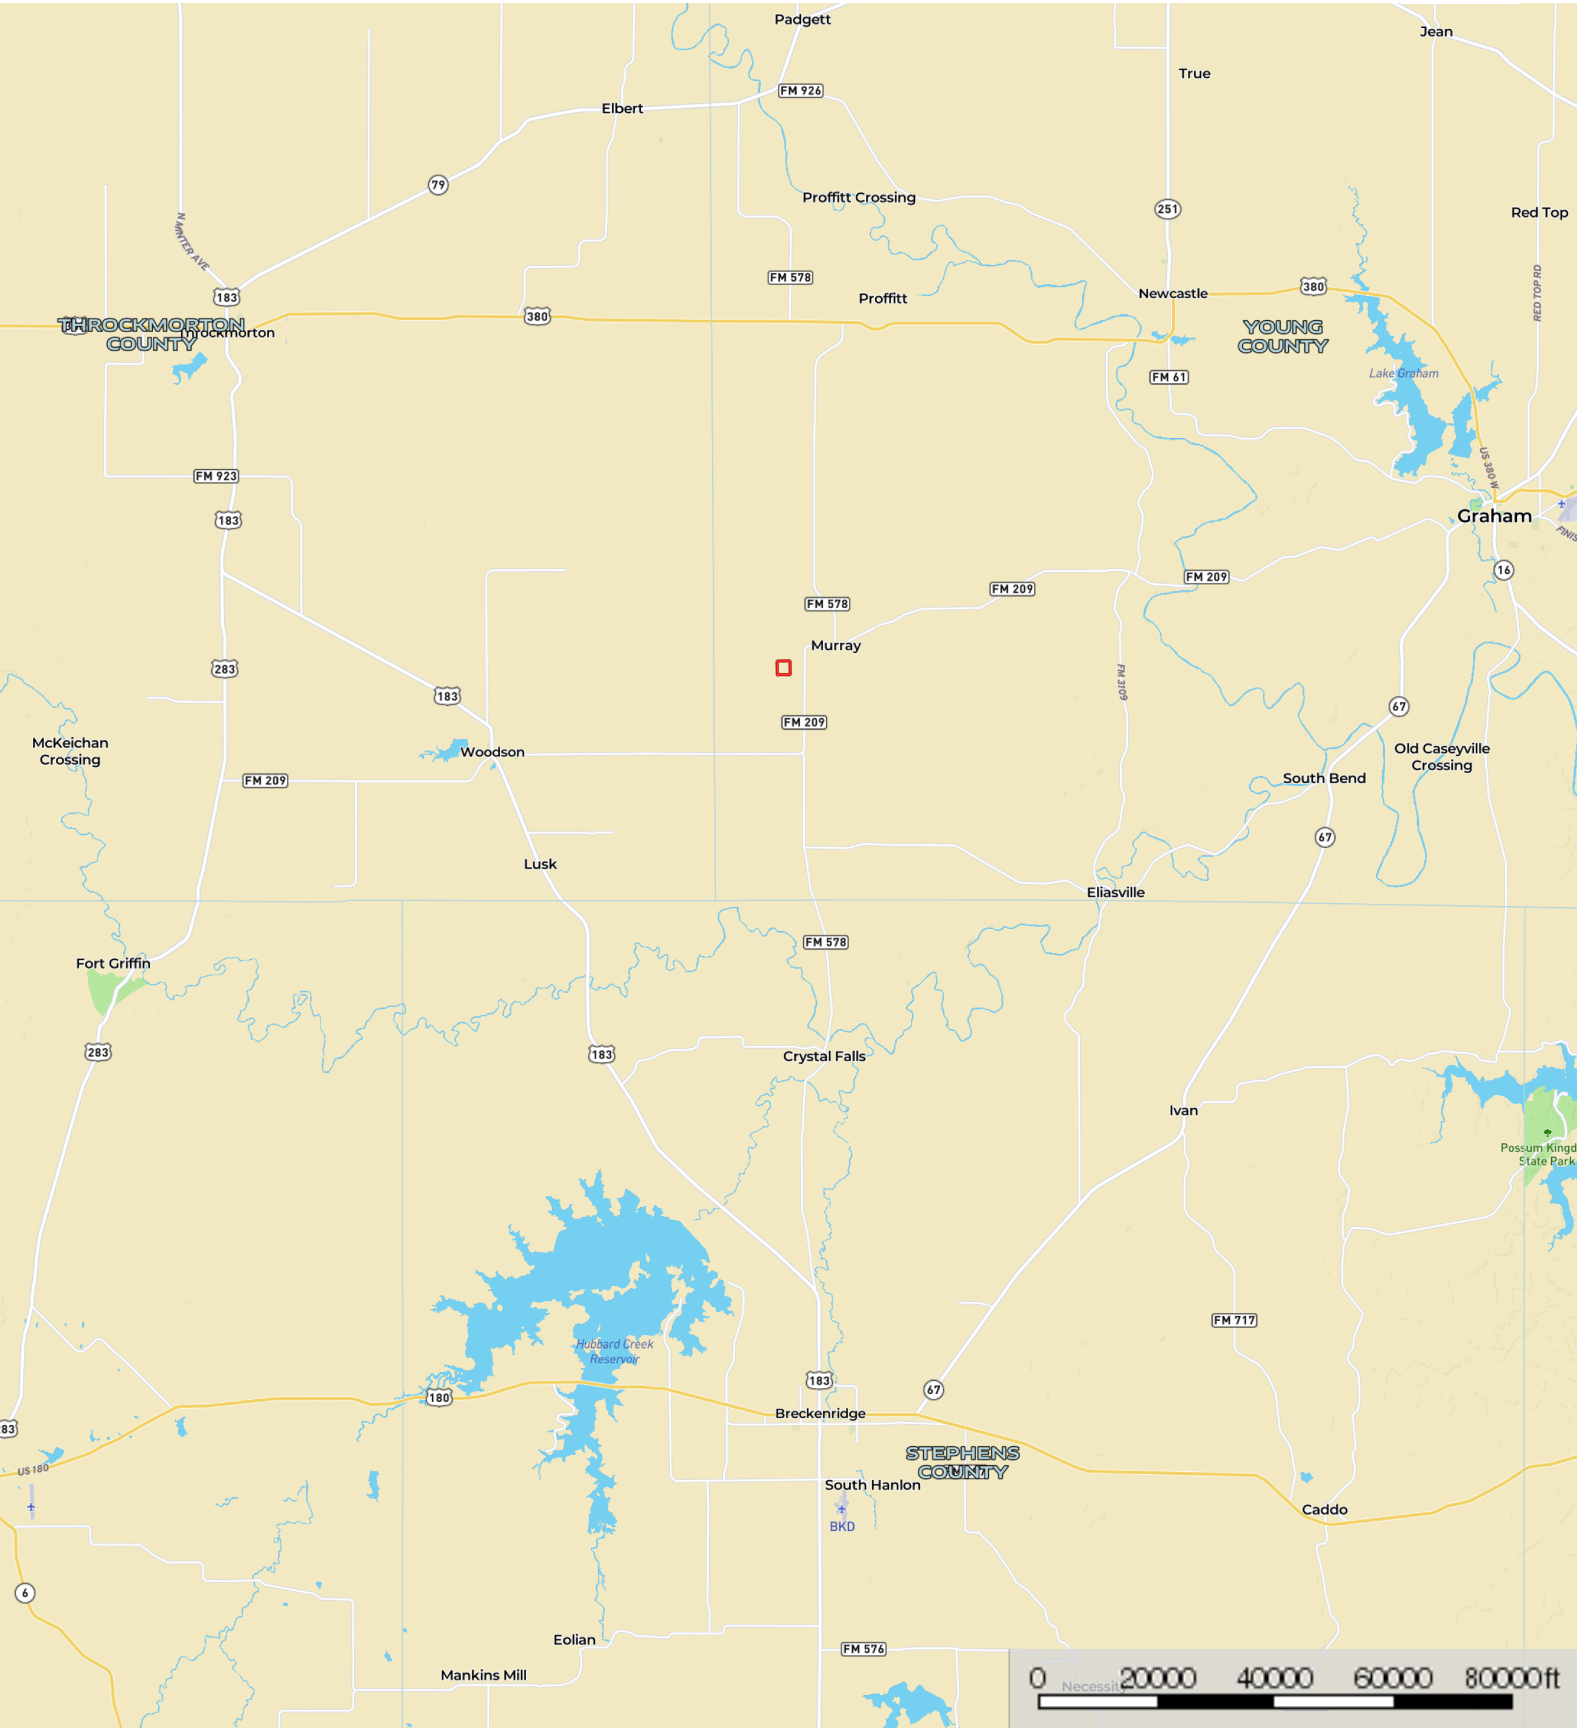 Padgett
Jean
True
FM 926
Elbert
79
Proffitt Crossing
251
Red Top
N MINTER AVE
FM 578
RED TOP RD
183
Proffitt
Newcastle
380
THROCKMORTON
COUNTY
Throckmorton
380
YOUNG
COUNTY
FM 61
Lake Graham
US 380 W
FM 923
183
Graham
FINIS
16
FM 209
FM 209
FM 578
Murray
283
FM 3109
183
67
FM 209
McKeichan
Crossing
Woodson
Old Caseyville
Crossing
FM 209
South Bend
67
Lusk
Eliasville
FM 578
Fort Griffin
283
183
Crystal Falls
Ivan
Possum Kingd
State Park
FM 717
Hubbard Creek
Reservoir
183
67
180
Breckenridge
83
STEPHENS
COUNTY
US 180
South Hanlon
Caddo
BKD
6
Eolian
FM 576
Mankins Mill
Necessity
0 20000 40000 60000 800000 ft